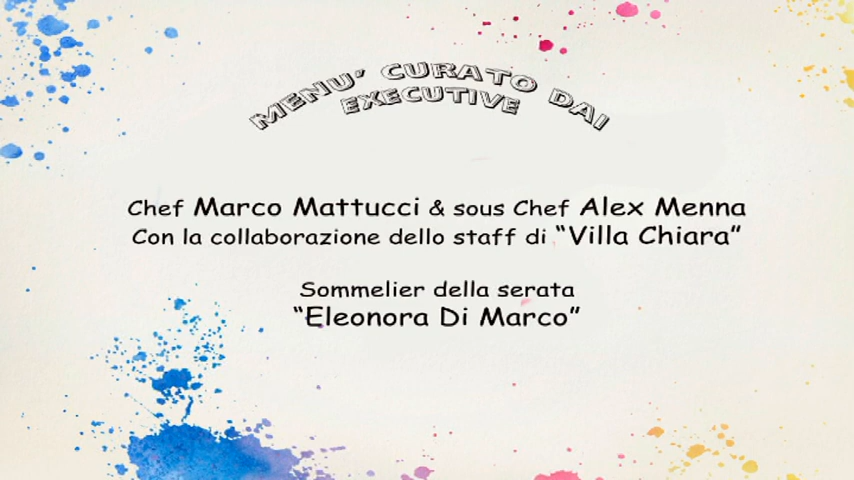 MENU' CURATO DAI
EXECUTIVE
Chef Marco Mattucci & sous Chef Alex Menna
Con la collaborazione dello staff di “Villa Chiara”
Sommelier della serata
“Eleonora Di Marco”